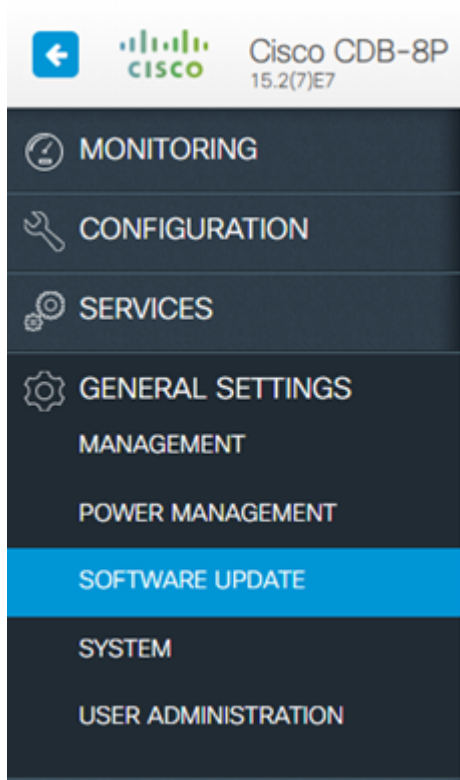 CISCO
Cisco CDB-8P
15.2(7)E7
MONITORING
CONFIGURATION
SERVICES
GENERAL SETTINGS
MANAGEMENT
POWER MANAGEMENT
SOFTWARE UPDATE
SYSTEM
USER ADMINISTRATION